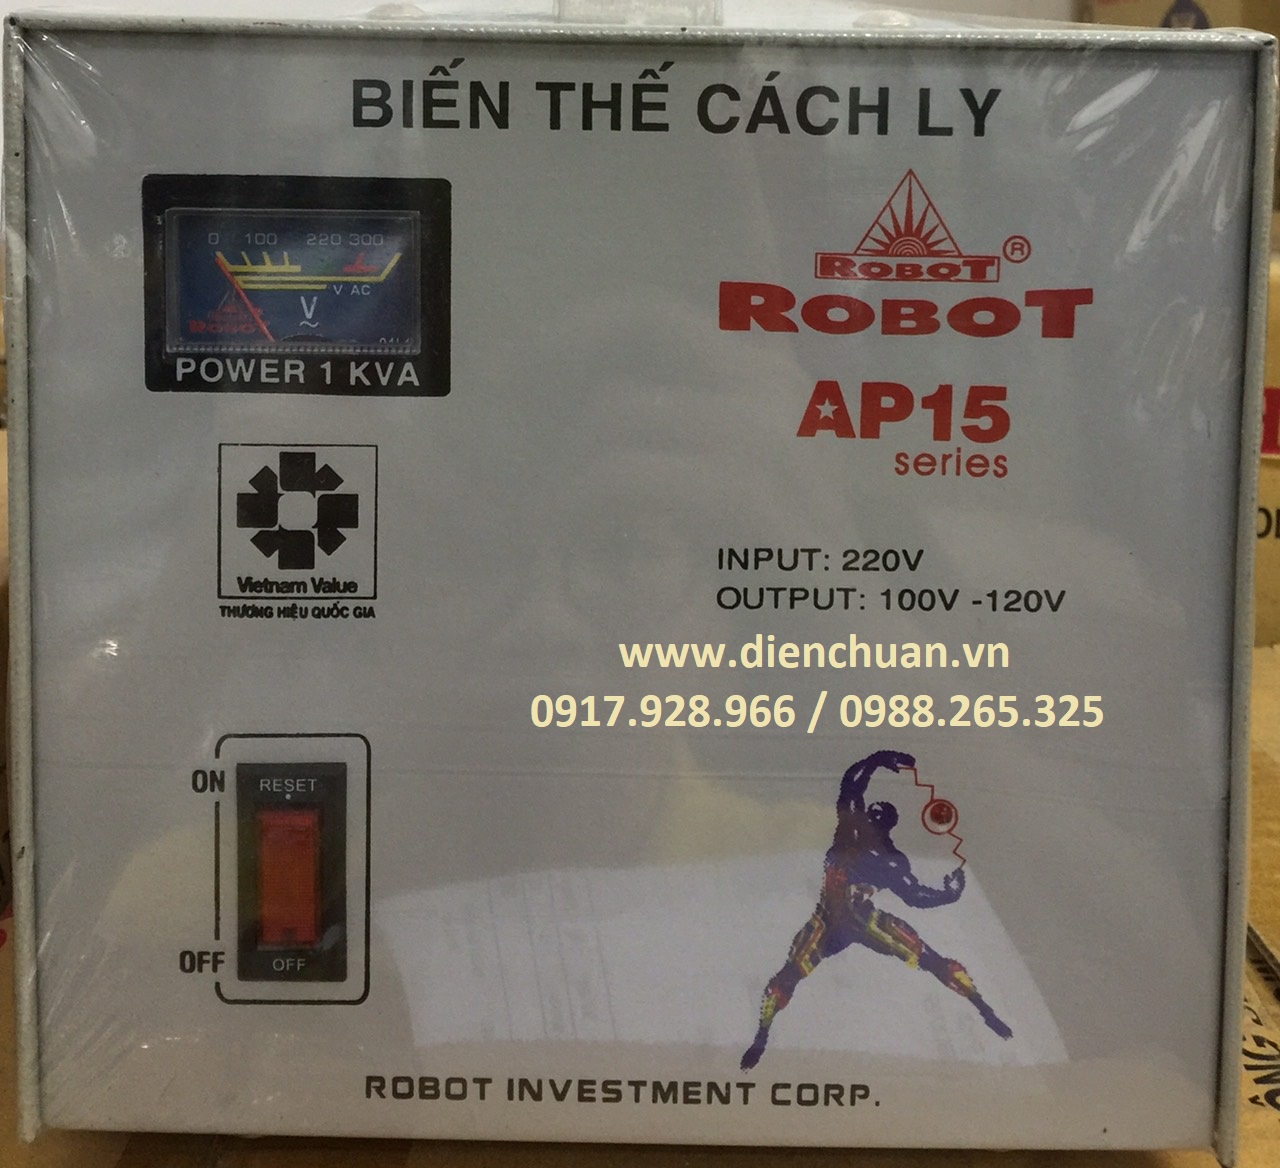 BIẾN THẾ CÁCH LY
0 100 220 300
V AC
V
ROBOT
POWER 1 KVA
ROBOT ®
ROBOT
AP15
series
Vietnam Value
THƯƠNG HIỆU QUỐC GIA
INPUT: 220V
OUTPUT: 100V -120V
www.dienchuan.vn
0917.928.966 / 0988.265.325
ON
RESET
OFF
OFF
ROBOT INVESTMENT CORP.